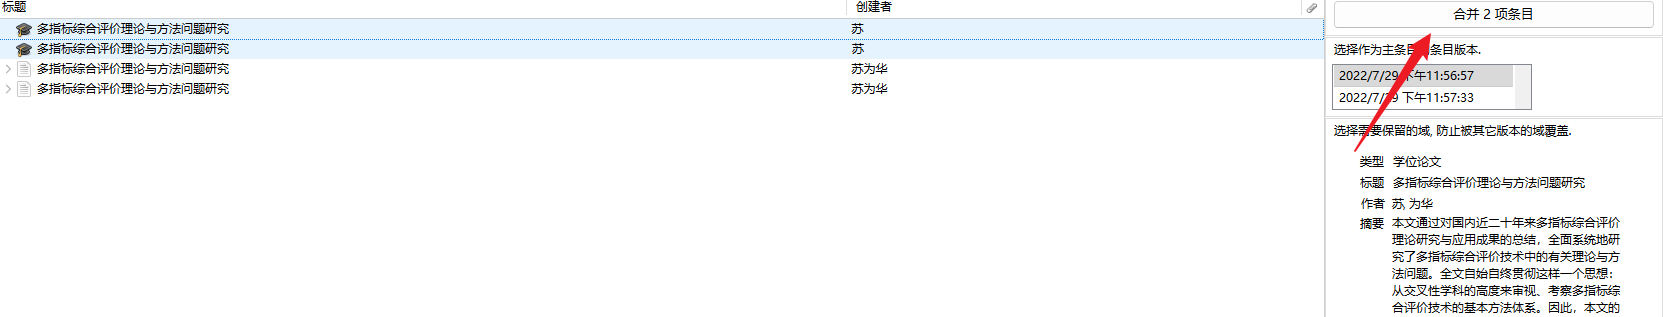 标题 创建者
多指标综合评价理论与方法问题研究 苏
多指标综合评价理论与方法问题研究 苏
多指标综合评价理论与方法问题研究 苏为华
多指标综合评价理论与方法问题研究 苏为华
合并 2 项条目
选择作为主条目 条目版本.
2022/7/29 下午11:56:57
2022/7/29 下午11:57:33
选择需要保留的域, 防止被其它版本的域覆盖.
类型 学位论文
标题 多指标综合评价理论与方法问题研究
作者 苏, 为华
摘要 本文通过对国内近二十年来多指标综合评价
理论研究与应用成果的总结，全面系统地研
究了多指标综合评价技术中的有关理论与方
法问题。全文自始自终贯彻这样一个思想：
从交叉性学科的高度来审视、考察多指标综
合评价技术的基本方法体系。因此，本文的